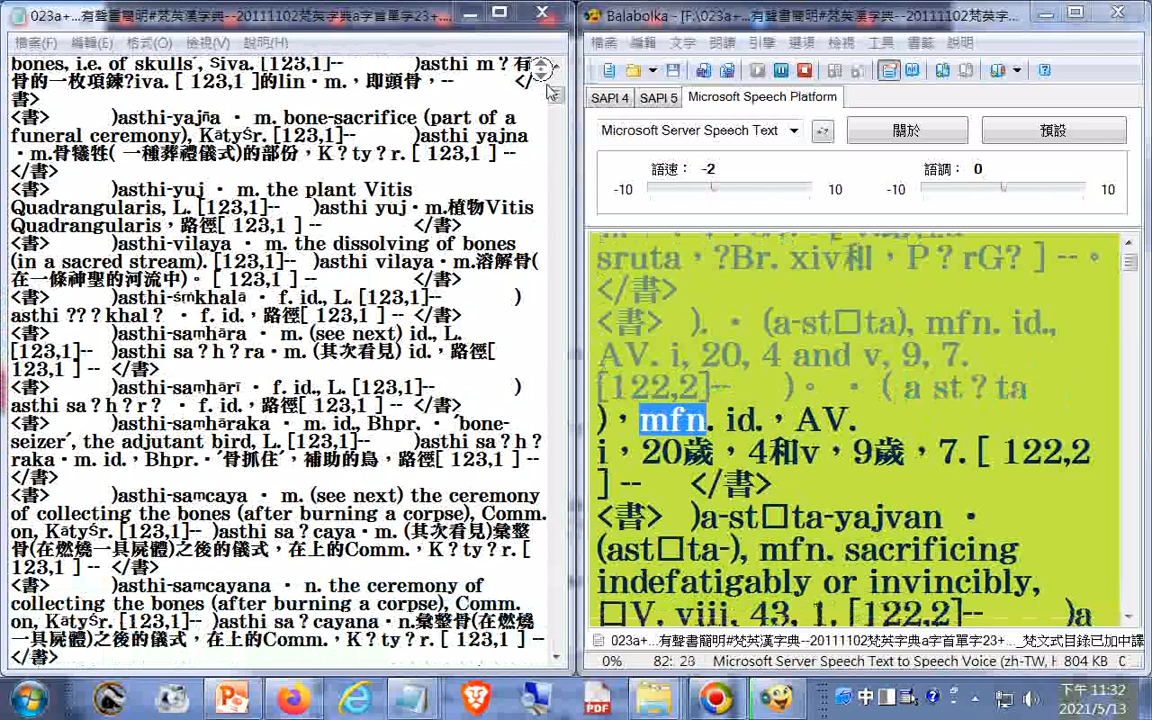 023a+...有聲書簡明#梵英漢字典--20111102梵英字典a字首單字23+...
檔案(F) 編輯(E) 格式(O) 檢視(V) 說明(H)
bones, i.e. of skulls', Śiva. [123,1]-- )asthi m ? 有
骨的一枚項鍊?iva. [ 123,1 ]的lin・m.，即頭骨，-- </
書>
<書> )asthi-yajña ・ m. bone-sacrifice (part of a
funeral ceremony), KātyŚr. [123,1]-- )asthi yajna
・m.骨犧牲( 一種葬禮儀式)的部份，K ? ty ? r. [ 123,1 ] --
</書>
<書> )asthi-yuj ・ m. the plant Vitis
Quadrangularis, L. [123,1]-- )asthi yuj・m.植物Vitis
Quadrangularis，路徑[ 123,1 ] -- </書>
<書> )asthi-vilaya ・ m. the dissolving of bones
(in a sacred stream). [123,1]-- )asthi vilaya・m.溶解骨(
在一條神聖的河流中)。[ 123,1 ] -- </書>
<書> )asthi-śṃkhalā ・ f. id., L. [123,1]-- )
asthi ???khal ? ・ f. id.，路徑[ 123,1 ] -- </書>
<書> )asthi-saṃhāra ・ m. (see next) id., L.
[123,1]-- )asthi sa ? h ? ra・m. (其次看見) id.，路徑[
123,1 ] -- </書>
<書> )asthi-saṃhārī ・ f. id., L. [123,1]-- )
asthi sa ? h ? r ? ・ f. id.，路徑[ 123,1 ] -- </書>
<書> )asthi-saṃhāraka ・ m. id., Bhpr. ・ 'bone-
seizer', the adjutant bird, L. [123,1]-- )asthi sa ? h ?
raka・m. id.，Bhpr.・'骨抓住'，補助的鳥，路徑[ 123,1 ] --
</書>
<書> )asthi-saṃcaya ・ m. (see next) the ceremony
of collecting the bones (after burning a corpse), Comm.
on, KātyŚr. [123,1]-- )asthi sa ? caya・m. (其次看見)彙整
骨(在燃燒一具屍體)之後的儀式，在上的Comm.，K ? ty ? r. [
123,1 ] -- </書>
<書> )asthi-saṃcayana ・ n. the ceremony of
collecting the bones (after burning a corpse), Comm.
on, KātyŚr. [123,1]-- )asthi sa ? cayana・n.彙整骨(在燃燒
一具屍體)之後的儀式，在上的Comm.，K ? ty ? r. [ 123,1 ] --
</書>
Balabolka - [F:\023a+...有聲書簡明#梵英漢字典--20111102梵英字...
檔案 編輯 文字 朗讀 引擎 選項 檢視 工具 書籤 說明
SAPI 4 SAPI 5 Microsoft Speech Platform
Microsoft Server Speech Text 關於 預設
語速： -2 語調： 0
-10 10 -10 10
sruta，?Br. xiv和，P ? rG? ] --。
</書>
<書> ). ・ (a-st□ta), mfn. id.,
AV. i, 20, 4 and v, 9, 7.
[122,2]-- )。 ・ ( a st ? ta
)，mfn. id.，AV.
i，20歲，4和v，9歲，7. [ 122,2
] -- </書>
<書> )a-st□ta-yajvan ・
(ast□ta-), mfn. sacrificing
indefatigably or invincibly,
□V. viii, 43, 1. [122,2]-- )a
023a+...有聲書簡明#梵英漢字典--20111102梵英字典a字首單字23+..._梵文式目錄已加中譯
0% 82: 23 Microsoft Server Speech Text to Speech Voice (zh-TW, H 804 KB
中
下午 11:32
2021/5/13